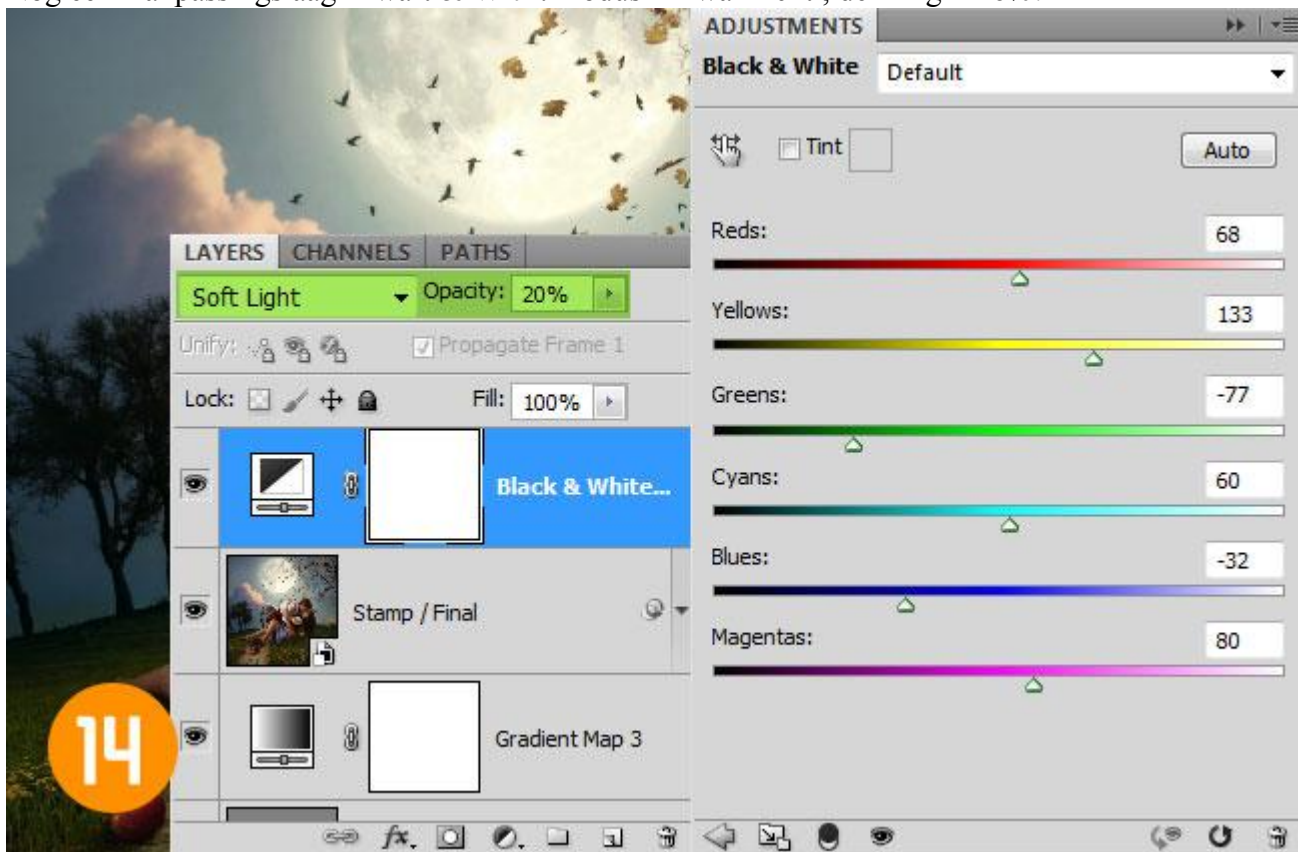 LAYERS CHANNELS PATHS
Soft Light Opacity: 20%
Unify: Propagate Frame 1
Lock: Fill: 100%
Black & White...
Stamp / Final
Gradient Map 3
fx.
14
ADJUSTMENTS
Black & White Default
Tint Auto
Reds: 68
Yellows: 133
Greens: -77
Cyans: 60
Blues: -32
Magentas: 80